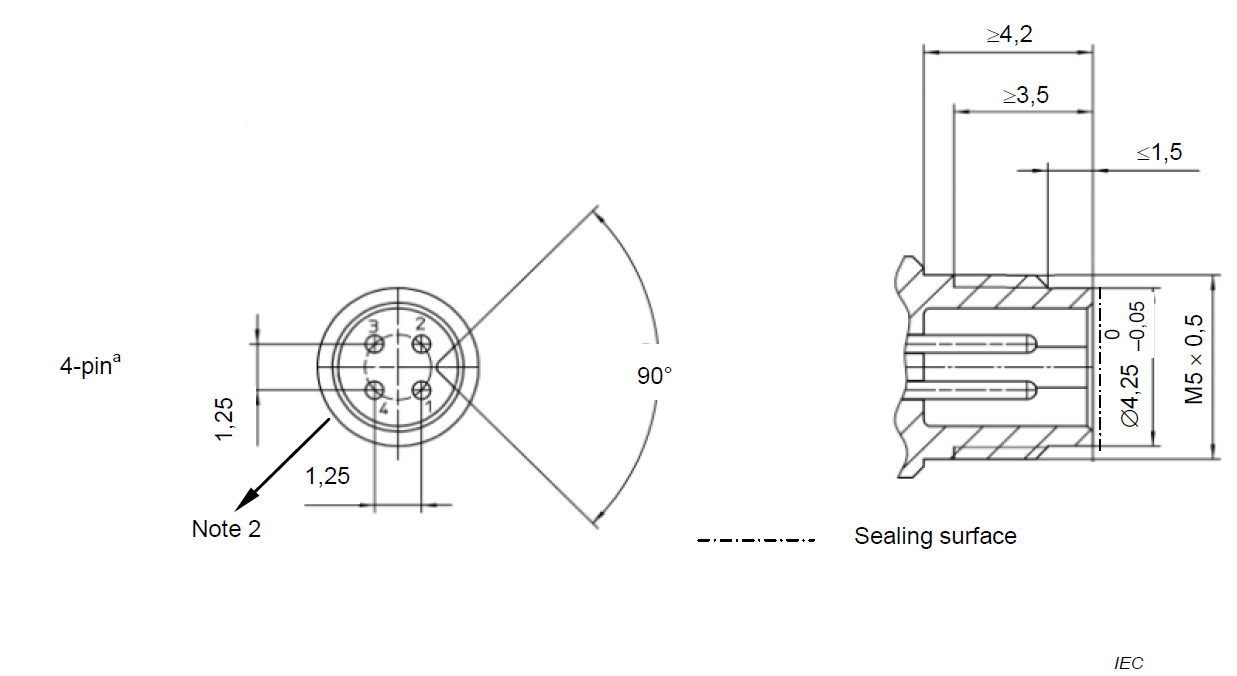 ≥4,2
≥3,5
≤1,5
3 2
4 1
4-pinᵃ
90°
1,25
1,25
Note 2
∅4,25 0 –0,05
M5 × 0,5
Sealing surface
IEC